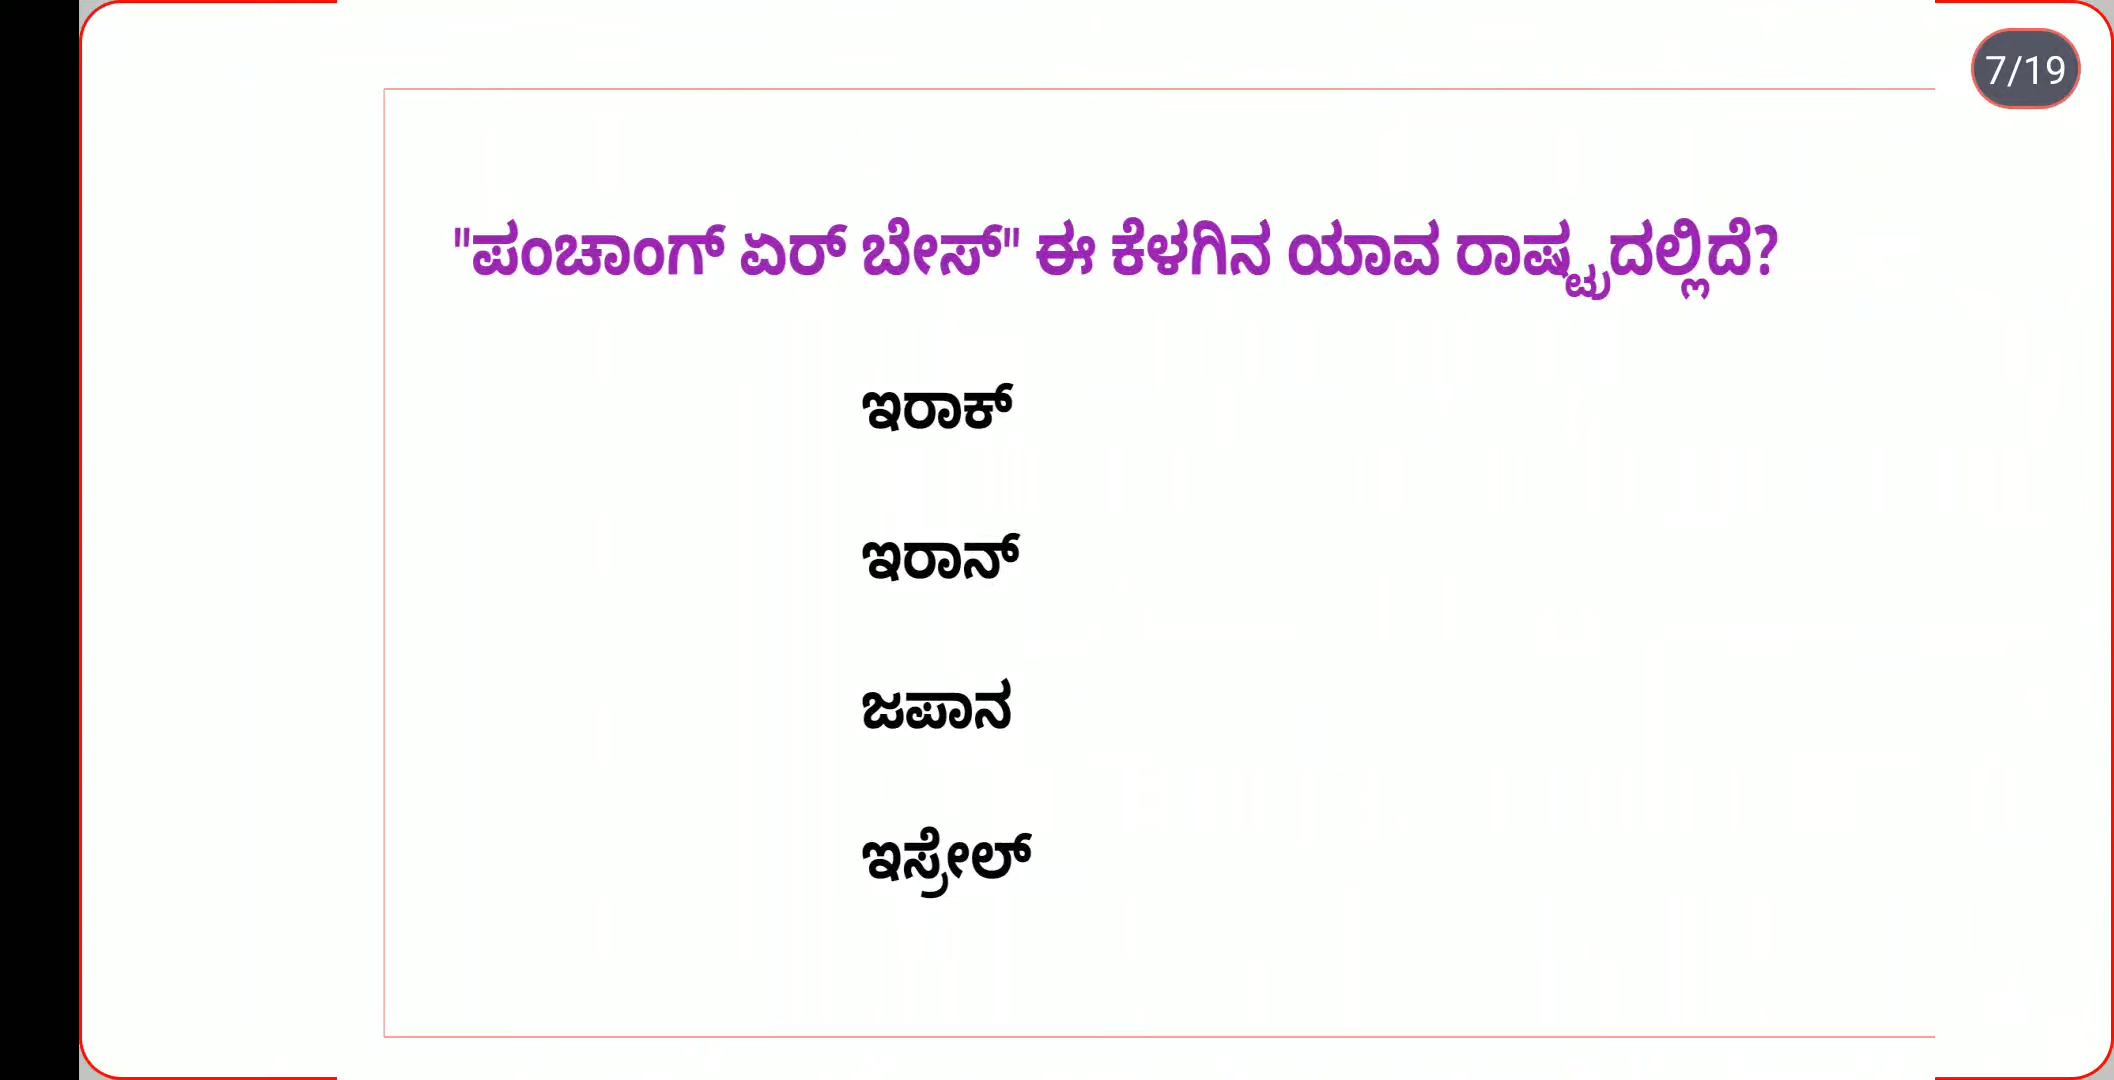 7/19
"ಪಂಚಾಂಗ್ ಏರ್ ಬೇಸ್" ಈ ಕೆಳಗಿನ ಯಾವ ರಾಷ್ಟ್ರದಲ್ಲಿದೆ?
ಇರಾಕ್
ಇರಾನ್
ಜಪಾನ
ಇಸ್ರೇಲ್